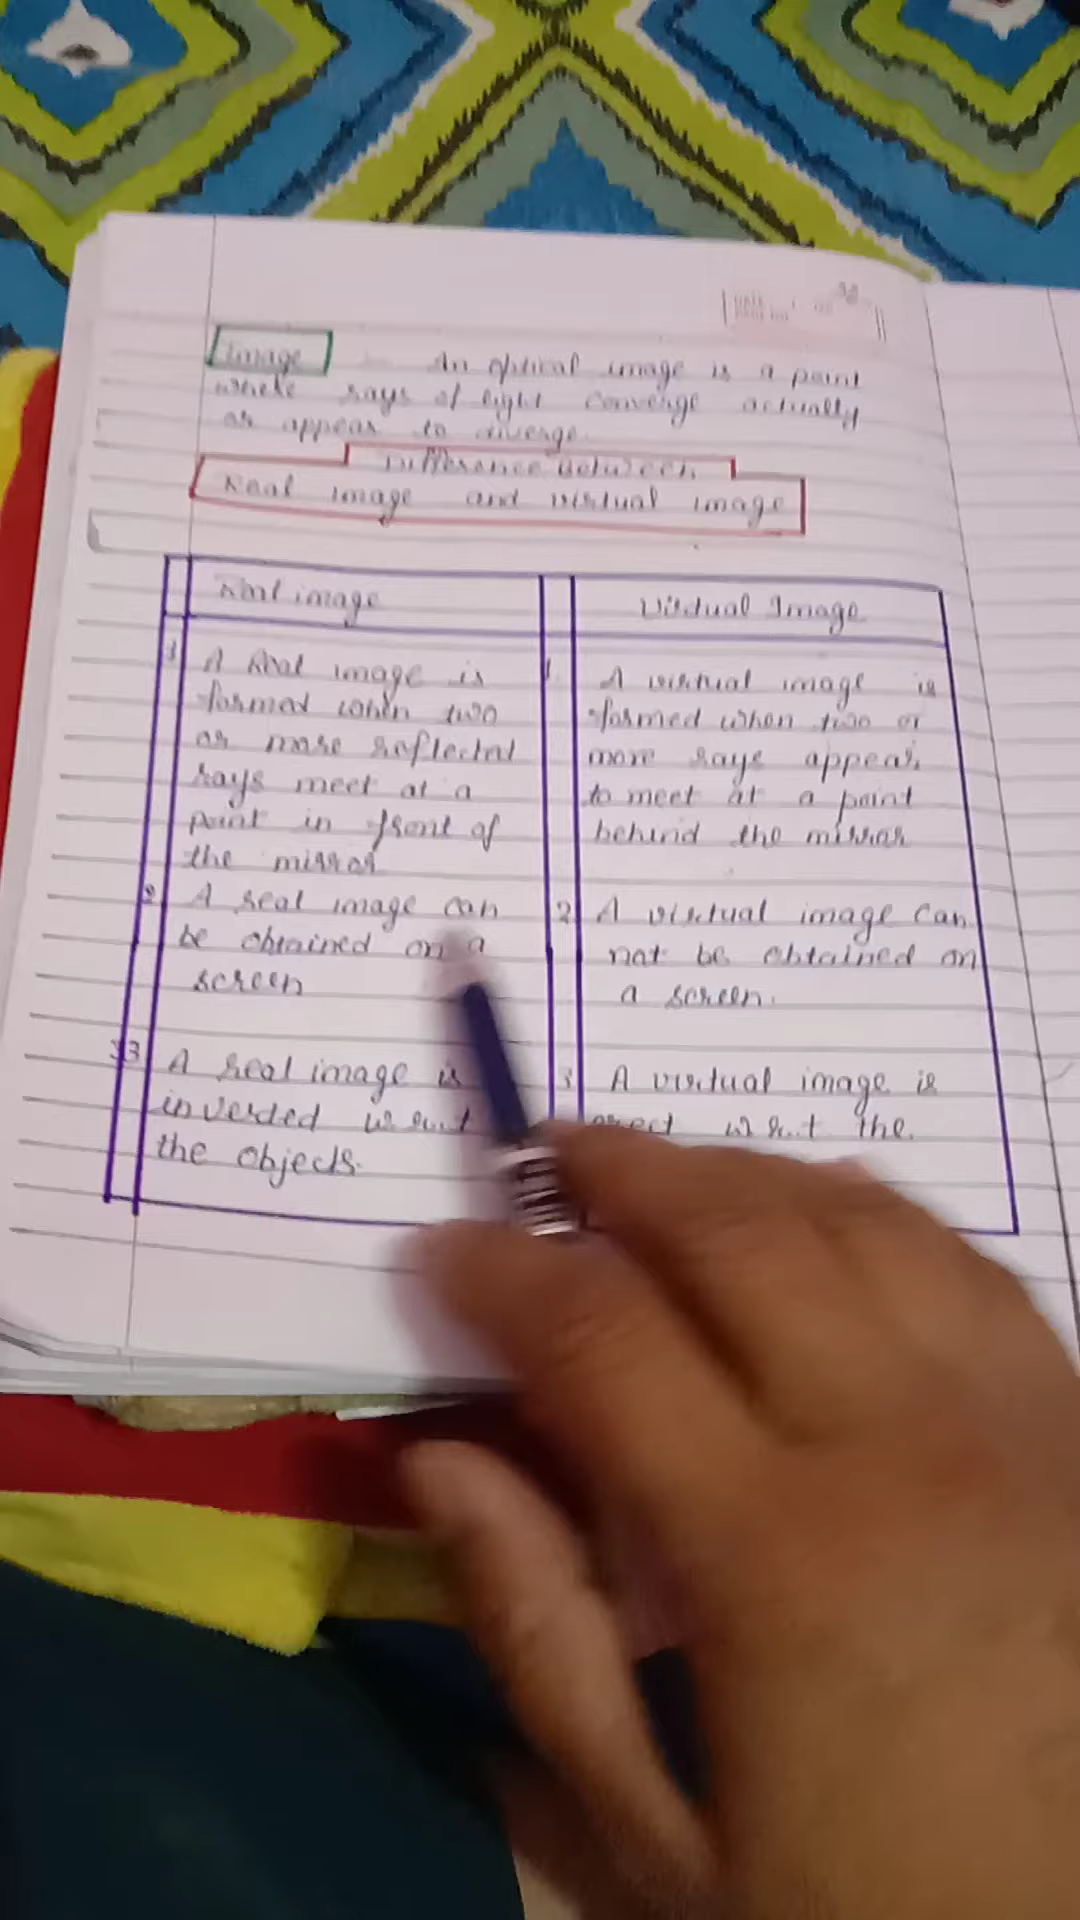 Image An optical image is a point
where rays of light converge actually
or appear to diverge.
Difference Between
Real image and virtual image
Real image
1 A Real image is
formed when two
or more reflected
rays meet at a
point in front of
the mirror
2 A real image can
be obtained on a
screen
3 A real image is
inverted w.r.t
the objects.
Virtual Image
1. A virtual image is
formed when two or
more rays appear
to meet at a point
behind the mirror
2 A virtual image can
not be obtained on
a screen.
3 A virtual image is
erect w.r.t the.